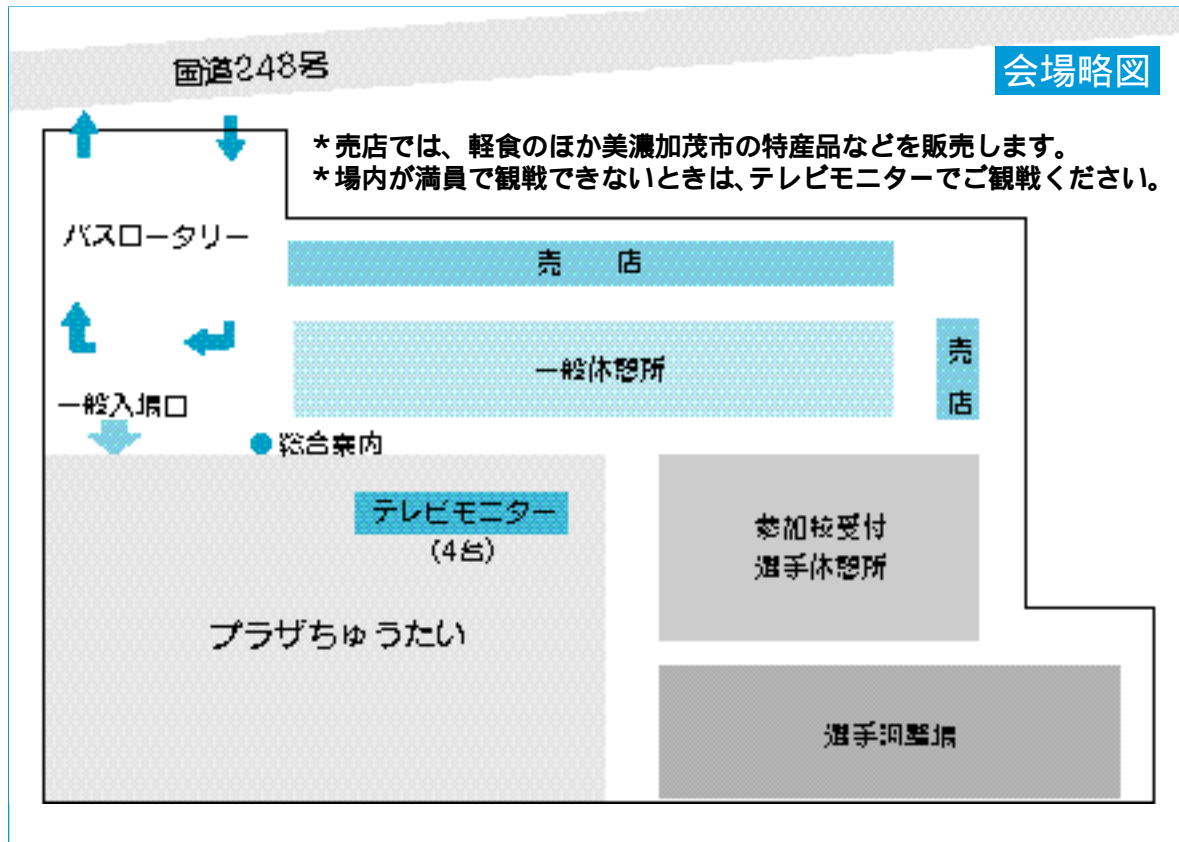 国道248号
会場略図
*売店では、軽食のほか美濃加茂市の特産品などを販売します。
*場内が満員で観戦できないときは、テレビモニターでご観戦ください。
バスロータリー
売 店
一般休憩所
売店
一般入場口
総合案内
テレビモニター
(4台)
参加校受付
選手休憩所
プラザちゅうたい
選手調整場